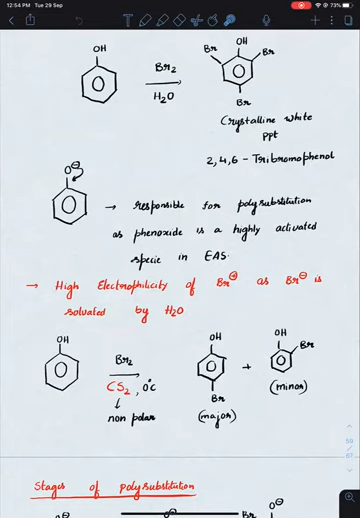 12:54 PM Tue 29 Sep
73%
OH
Br₂
H₂O
OH
Br
Br
Br
Crystalline white
ppt
2,4,6 - Tribromophenol
O⊖
→ responsible for polysubstitution
as phenoxide is a highly activated
specie in EAS.
→ High Electrophilicity of Br⊕ as Br⊖ is
solvated by H₂O
OH
Br₂
CS₂, 0°C
↓
non polar
OH
Br
(major)
+
OH
Br
(minor)
Stages of polysubstitution
O⊖
O⊖
Br
O⊖